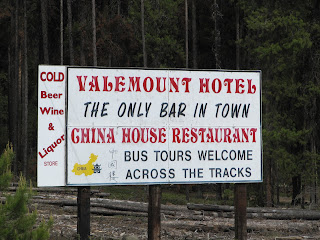 COLD
Beer
Wine
&
Liquor
STORE
VALEMOUNT HOTEL
THE ONLY BAR IN TOWN
CHINA HOUSE RESTAURANT
BUS TOURS WELCOME
ACROSS THE TRACKS